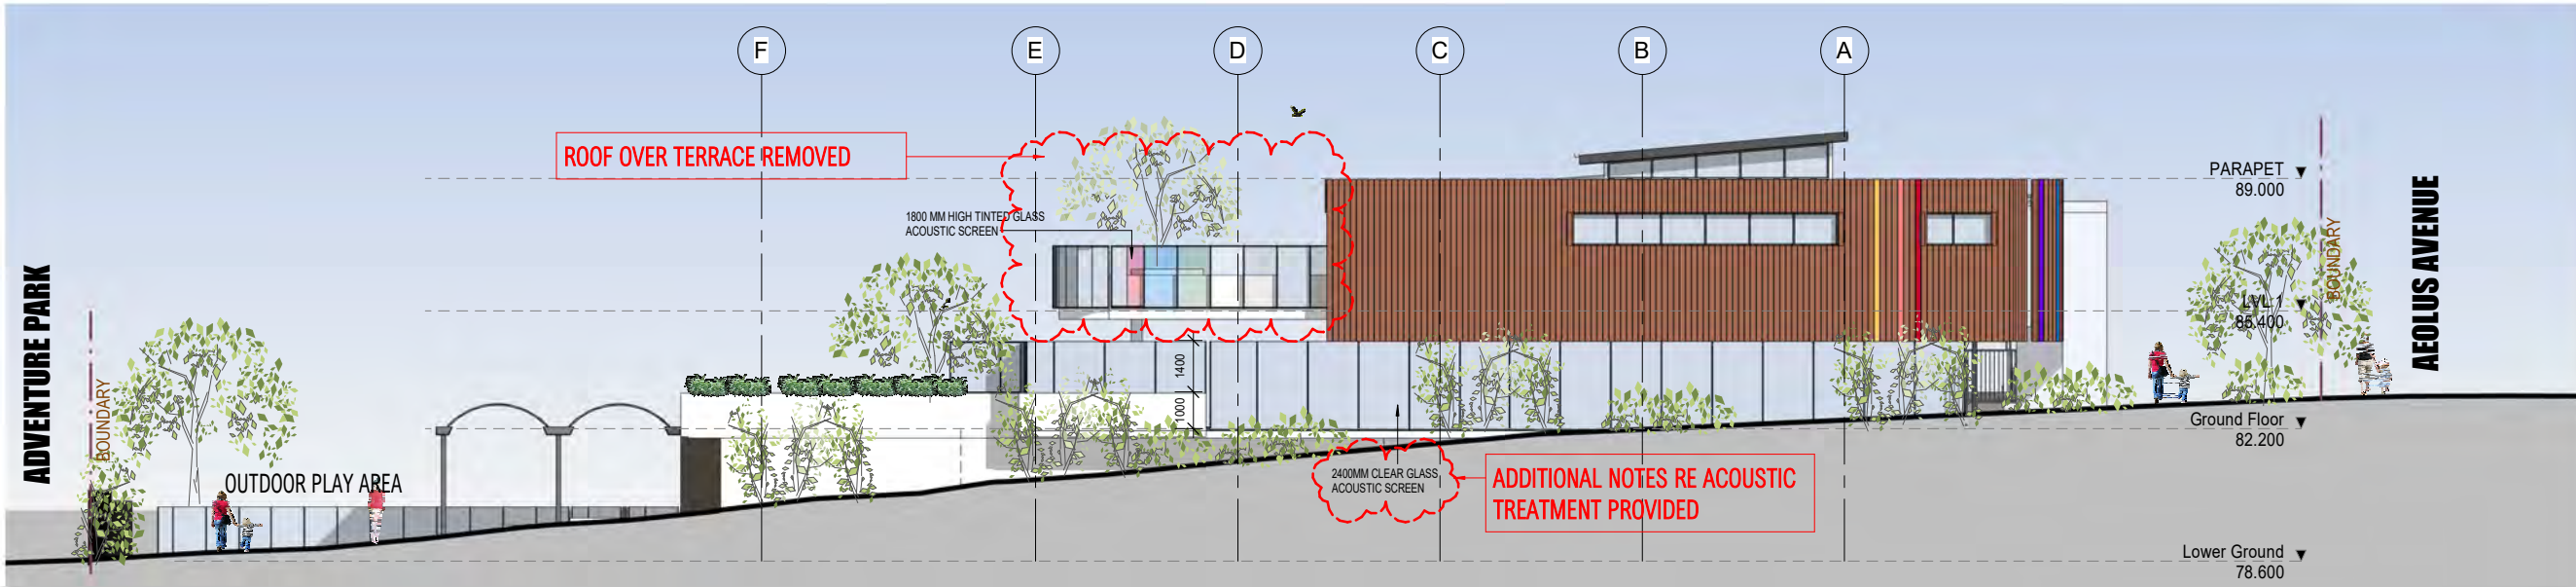 F
E
D
C
B
A
ROOF OVER TERRACE REMOVED
PARAPET
89.000
1800 MM HIGH TINTED GLASS
ACOUSTIC SCREEN
ADVENTURE PARK
BOUNDARY
AEOLUS AVENUE
BOUNDARY
LVL 1
85.400
1400
1000
Ground Floor
82.200
OUTDOOR PLAY AREA
2400MM CLEAR GLASS
ACOUSTIC SCREEN
ADDITIONAL NOTES RE ACOUSTIC
TREATMENT PROVIDED
Lower Ground
78.600